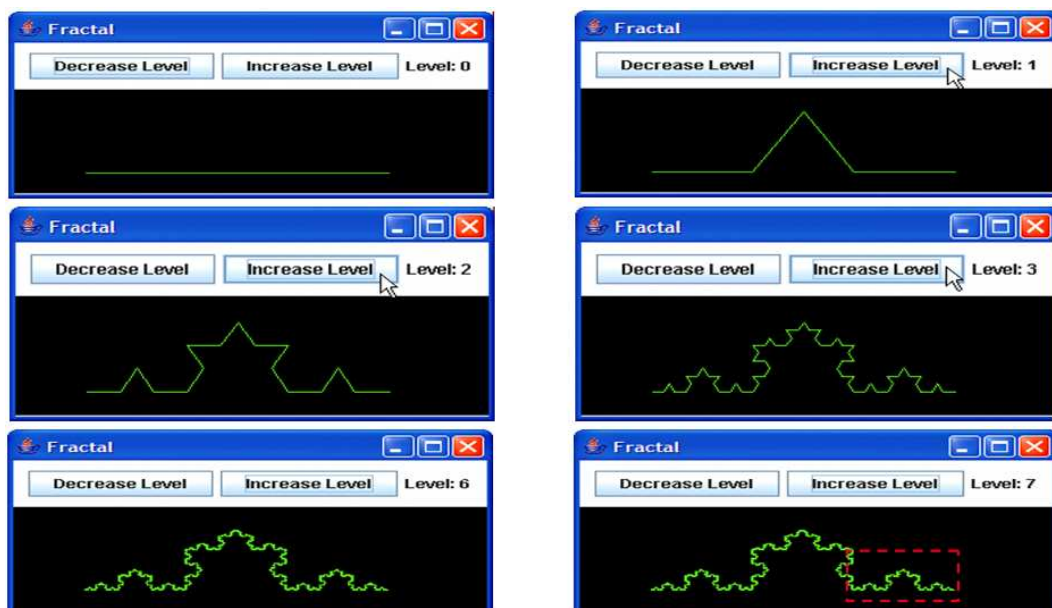 Fractal
Decrease Level Increase Level Level: 0
Fractal
Decrease Level Increase Level Level: 1
Fractal
Decrease Level Increase Level Level: 2
Fractal
Decrease Level Increase Level Level: 3
Fractal
Decrease Level Increase Level Level: 6
Fractal
Decrease Level Increase Level Level: 7